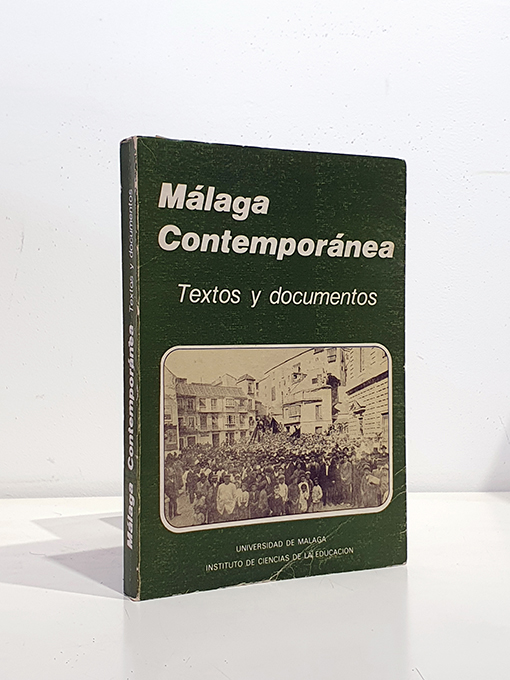 Málaga
Contemporánea
Textos y documentos
UNIVERSIDAD DE MALAGA
INSTITUTO DE CIENCIAS DE LA EDUCACION
Málaga Contemporánea Textos y documentos